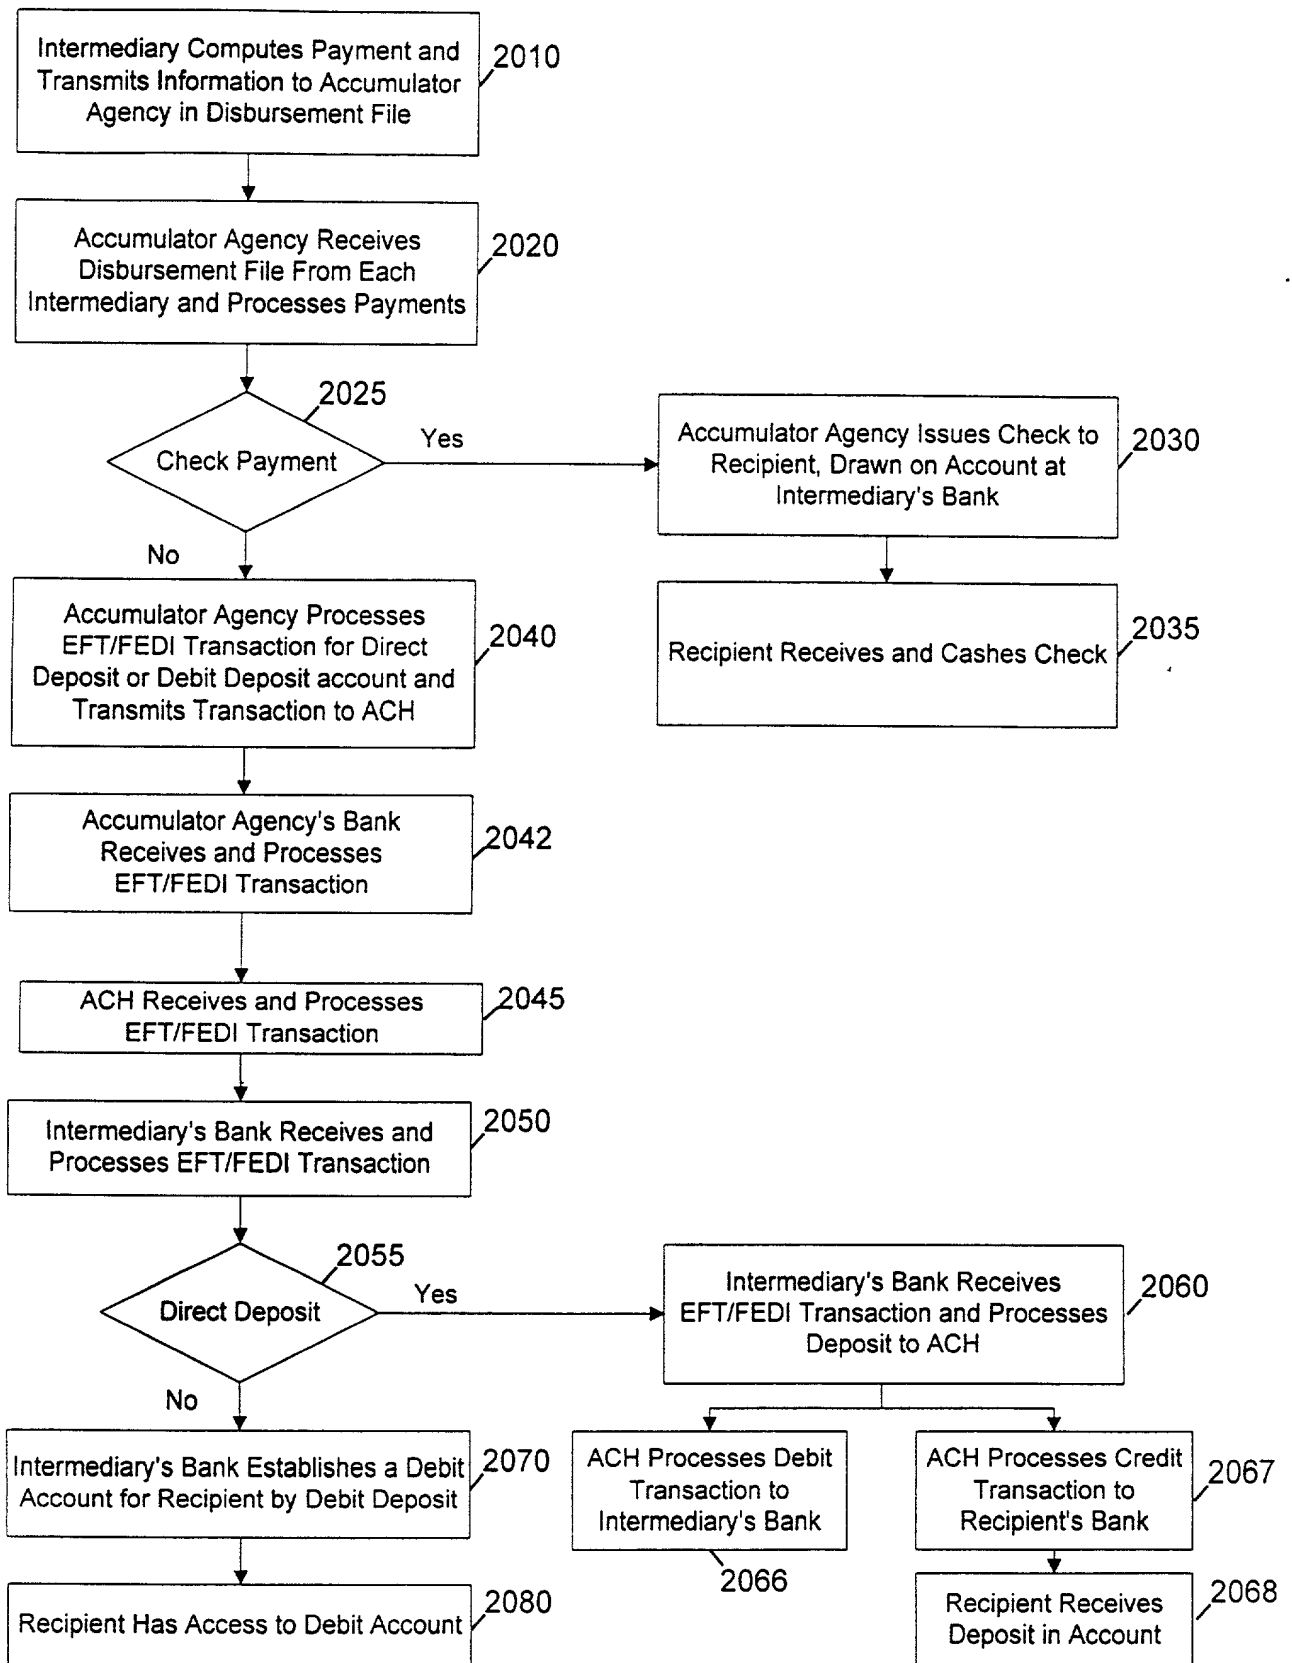 Intermediary Computes Payment and
Transmits Information to Accumulator
Agency in Disbursement File
2010
Accumulator Agency Receives
Disbursement File From Each
Intermediary and Processes Payments
2020
2025
Check Payment
Yes
No
Accumulator Agency Issues Check to
Recipient, Drawn on Account at
Intermediary's Bank
2030
Recipient Receives and Cashes Check
2035
Accumulator Agency Processes
EFT/FEDI Transaction for Direct
Deposit or Debit Deposit account and
Transmits Transaction to ACH
2040
Accumulator Agency's Bank
Receives and Processes
EFT/FEDI Transaction
2042
ACH Receives and Processes
EFT/FEDI Transaction
2045
Intermediary's Bank Receives and
Processes EFT/FEDI Transaction
2050
2055
Direct Deposit
Yes
No
Intermediary's Bank Receives
EFT/FEDI Transaction and Processes
Deposit to ACH
2060
Intermediary's Bank Establishes a Debit
Account for Recipient by Debit Deposit
2070
ACH Processes Debit
Transaction to
Intermediary's Bank
2066
ACH Processes Credit
Transaction to
Recipient's Bank
2067
Recipient Has Access to Debit Account
2080
Recipient Receives
Deposit in Account
2068